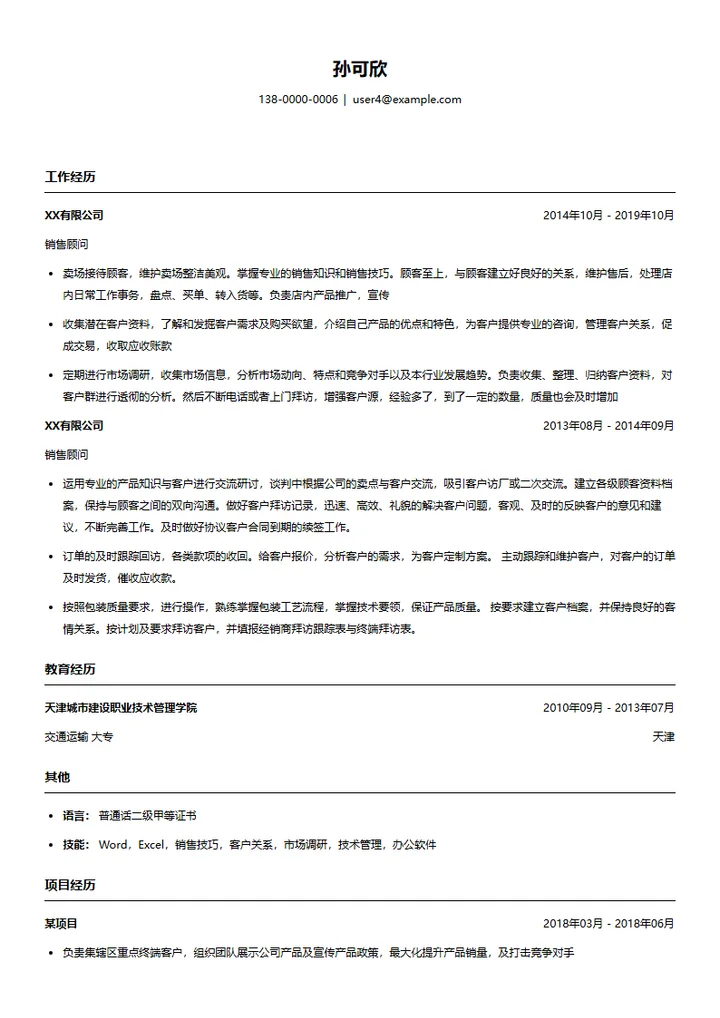 孙可欣
138-0000-0006 | user4@example.com
工作经历
XX有限公司 2014年10月 - 2019年10月
销售顾问
• 卖场接待顾客，维护卖场整洁美观。掌握专业的销售知识和销售技巧。顾客至上，与顾客建立好良好的关系，维护售后，处理店
内日常工作事务，盘点、买单、转入货等。负责店内产品推广，宣传
• 收集潜在客户资料，了解和发掘客户需求及购买欲望，介绍自己产品的优点和特色，为客户提供专业的咨询，管理客户关系，促
成交易，收取应收账款
• 定期进行市场调研，收集市场信息，分析市场动向、特点和竞争对手以及本行业发展趋势。负责收集、整理、归纳客户资料，对
客户群进行透彻的分析。然后不断电话或者上门拜访，增强客户源，经验多了，到了一定的数量，质量也会及时增加
XX有限公司 2013年08月 - 2014年09月
销售顾问
• 运用专业的产品知识与客户进行交流研讨，谈判中根据公司的卖点与客户交流，吸引客户访厂或二次交流。建立各级顾客资料档
案，保持与顾客之间的双向沟通。做好客户拜访记录，迅速、高效、礼貌的解决客户问题，客观、及时的反映客户的意见和建
议，不断完善工作。及时做好协议客户合同到期的续签工作。
• 订单的及时跟踪回访，各类款项的收回。给客户报价，分析客户的需求，为客户定制方案。 主动跟踪和维护客户，对客户的订单
及时发货，催收应收款。
• 按照包装质量要求，进行操作，熟练掌握包装工艺流程，掌握技术要领，保证产品质量。 按要求建立客户档案，并保持良好的客
情关系。按计划及要求拜访客户，并填报经销商拜访跟踪表与终端拜访表。
教育经历
天津城市建设职业技术管理学院 2010年09月 - 2013年07月
交通运输 大专 天津
其他
• 语言： 普通话二级甲等证书
• 技能： Word，Excel，销售技巧，客户关系，市场调研，技术管理，办公软件
项目经历
某项目 2018年03月 - 2018年06月
• 负责集辖区重点终端客户，组织团队展示公司产品及宣传产品政策，最大化提升产品销量，及打击竞争对手